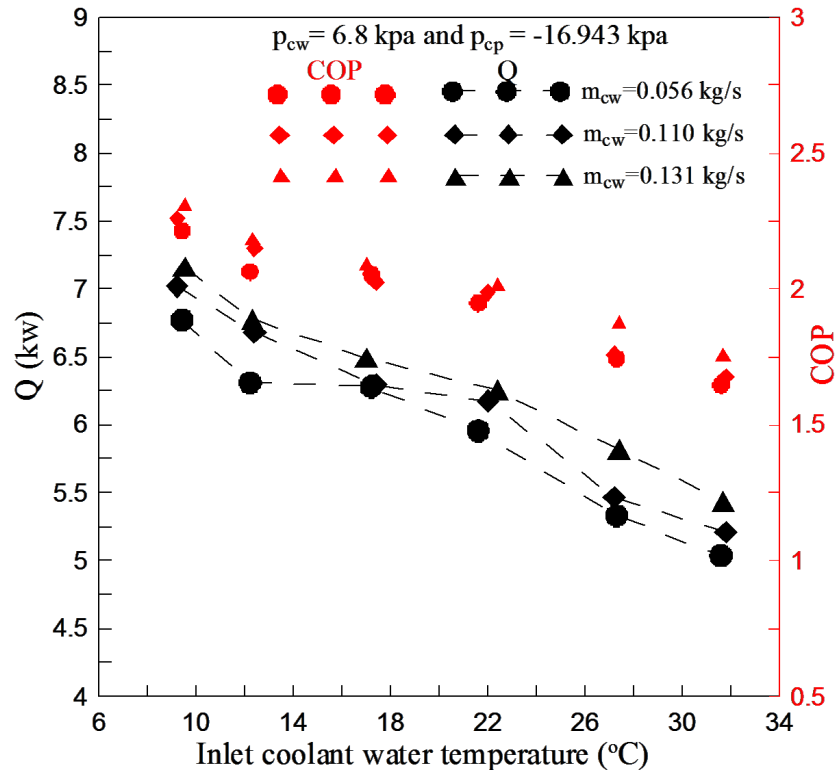 p_cw= 6.8 kpa and p_cp = -16.943 kpa
COP Q
m_cw=0.056 kg/s
m_cw=0.110 kg/s
m_cw=0.131 kg/s
Q (kw)
9
8.5
8
7.5
7
6.5
6
5.5
5
4.5
4
COP
3
2.5
2
1.5
1
0.5
6 10 14 18 22 26 30 34
Inlet coolant water temperature (°C)